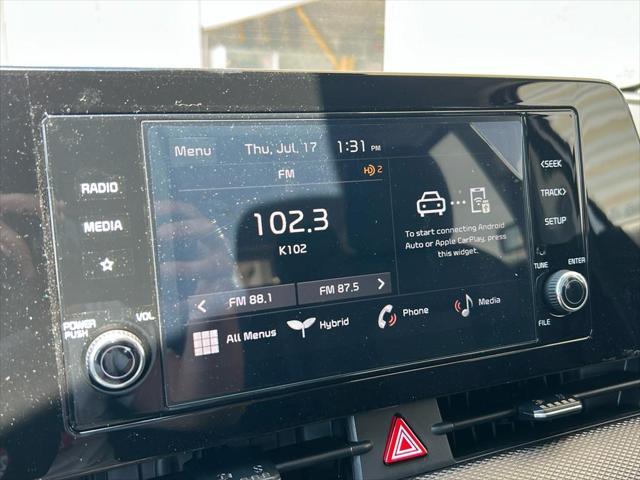 Menu Thu, Jul, 17 1:31 PM
FM HD 2
102.3
K102
To start connecting Android
Auto or Apple CarPlay, press
this widget.
< FM 88.1 FM 87.5 >
All Menus Hybrid Phone Media
RADIO
MEDIA
POWER
PUSH
VOL
<SEEK
TRACK>
SETUP
TUNE
ENTER
FILE